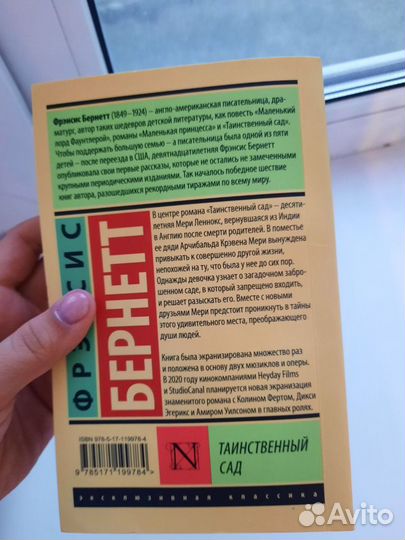 Фрэнсис Бернетт (1849–1924) – англо-американская писательница, дра-
матург, автор таких шедевров детской литературы, как повесть «Маленький
лорд Фаунтлерой», романы «Маленькая принцесса» и «Таинственный сад».
Чтобы поддержать большую семью – а писательница была одной из пяти
детей – после переезда в США, девятнадцатилетняя Фрэнсис Бернетт
опубликовала свои первые рассказы, которые не остались не замеченными
крупными периодическими изданиями. Так началось победное шествие
книг автора, разошедшихся рекордными тиражами по всему миру.
ФРЭНСИС
БЕРНЕТТ
В центре романа «Таинственный сад» – десяти-
летняя Мери Леннокс, вернувшаяся из Индии
в Англию после смерти родителей. В поместье
ее дяди Арчибальда Крэвена Мери вынуждена
привыкать к совершенно другой жизни,
непохожей на ту, что была у нее до сих пор.
Однажды девочка узнает о загадочном забро-
шенном саде, в который запрещено входить,
и решает разыскать его. Вместе с новыми
друзьями Мери предстоит проникнуть в тайны
этого удивительного места, преображающего
души людей.
Книга была экранизирована множество раз
и положена в основу двух мюзиклов и оперы.
В 2020 году кинокомпаниями Heyday Films
и StudioCanal планируется новая экранизация
знаменитого романа с Колином Фертом, Дикси
Эгерикс и Амиром Уилсоном в главных ролях.
ISBN 978-5-17-119978-4
9 785171 199784 >
N
ТАИНСТВЕННЫЙ
САД
эксклюзивная классика
Avito